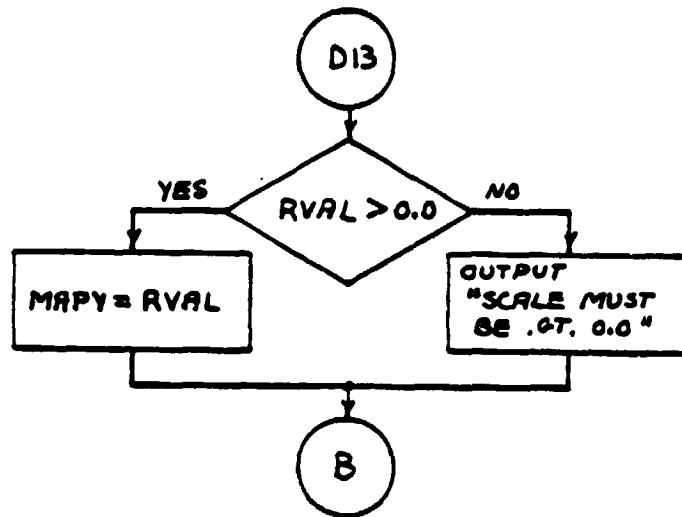 D13
YES
RVAL > 0.0
NO
MAPY = RVAL
OUTPUT
"SCALE MUST
BE .GT. 0.0"
B